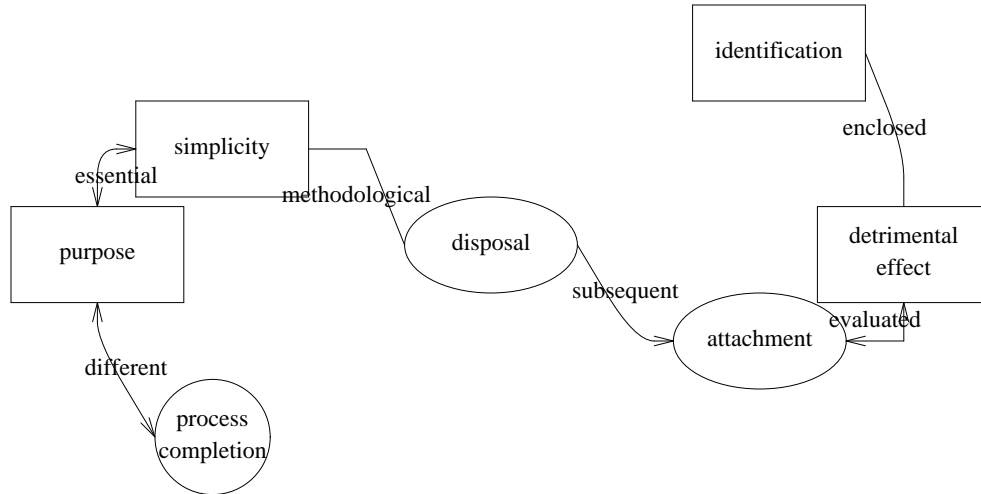 identification
enclosed
simplicity
essential
methodological
purpose
disposal
detrimental
effect
subsequent
evaluated
attachment
different
process
completion